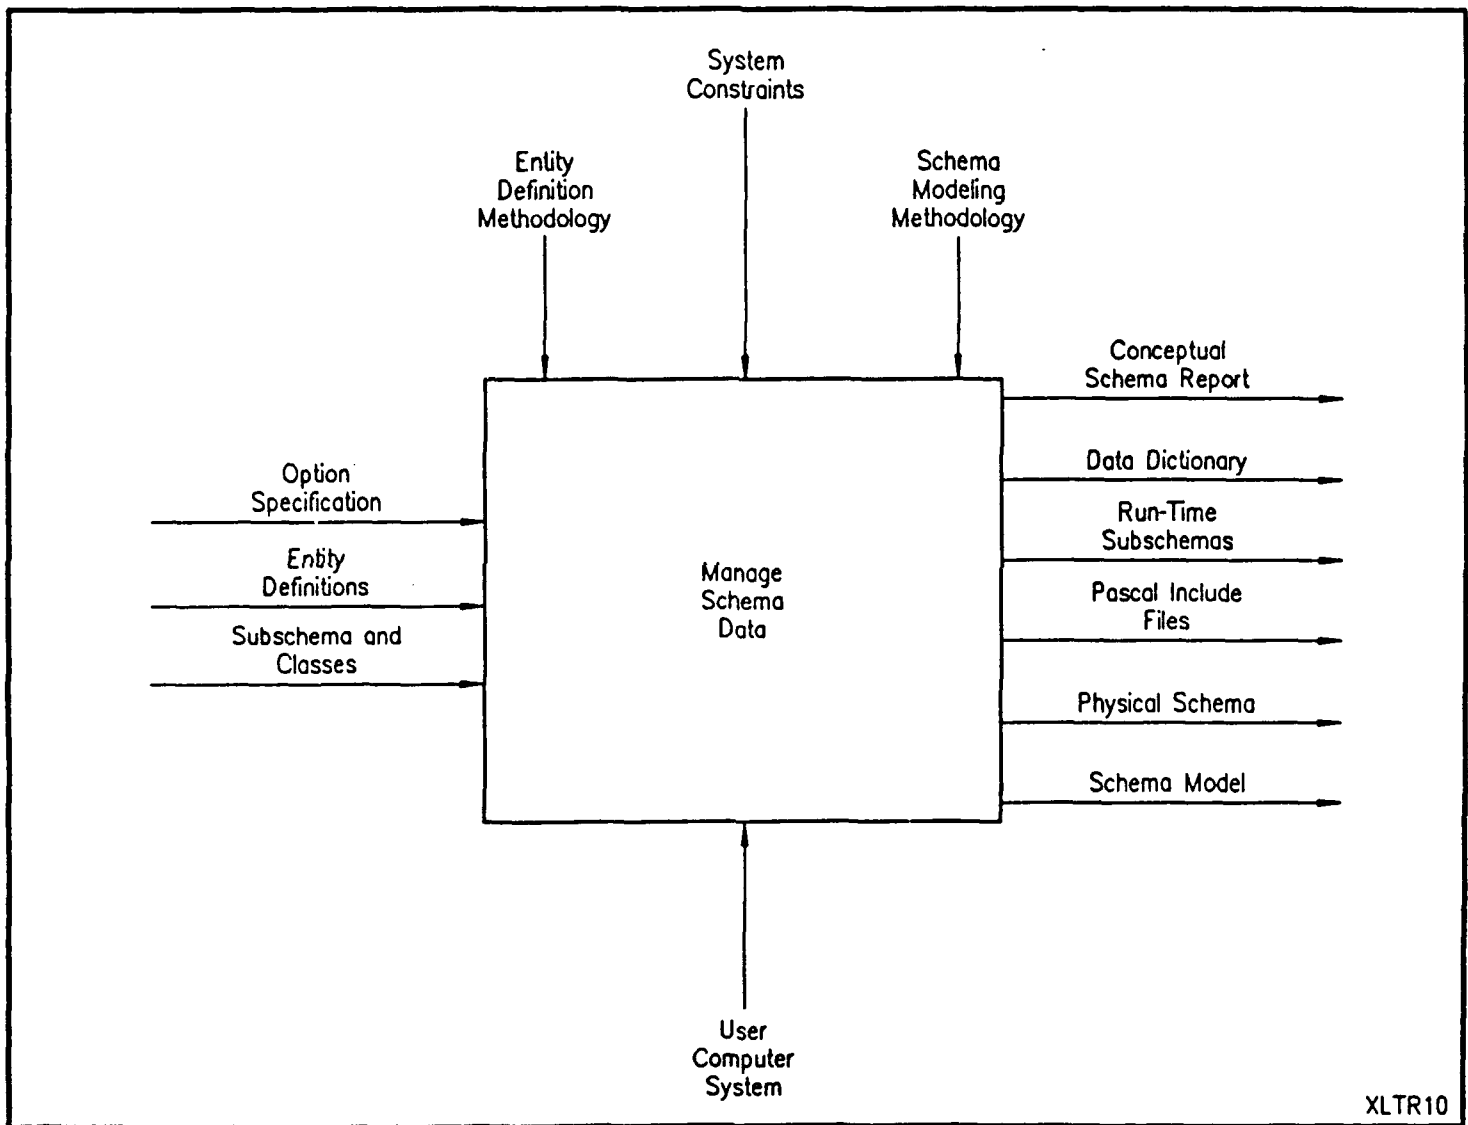 System
Constraints
Entity
Definition
Methodology
Schema
Modeling
Methodology
Conceptual
Schema Report
Data Dictionary
Run-Time
Subschemas
Pascal Include
Files
Physical Schema
Schema Model
Option
Specification
Entity
Definitions
Subschema and
Classes
Manage
Schema
Data
User
Computer
System
XLTR10